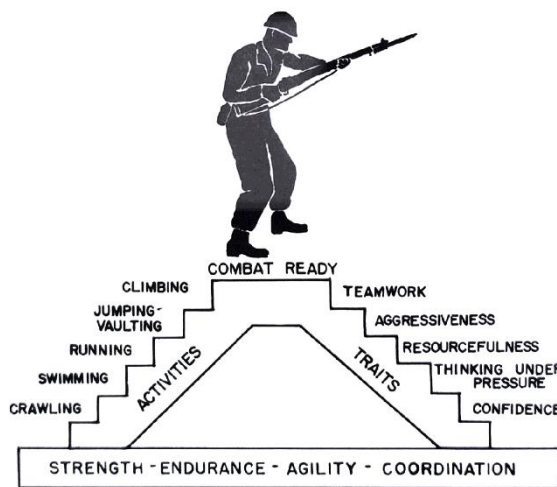 COMBAT READY
CLIMBING
JUMPING-
VAULTING
RUNNING
SWIMMING
CRAWLING
ACTIVITIES
TRAITS
TEAMWORK
AGGRESSIVENESS
RESOURCEFULNESS
THINKING UNDER
PRESSURE
CONFIDENCE
STRENGTH - ENDURANCE - AGILITY - COORDINATION